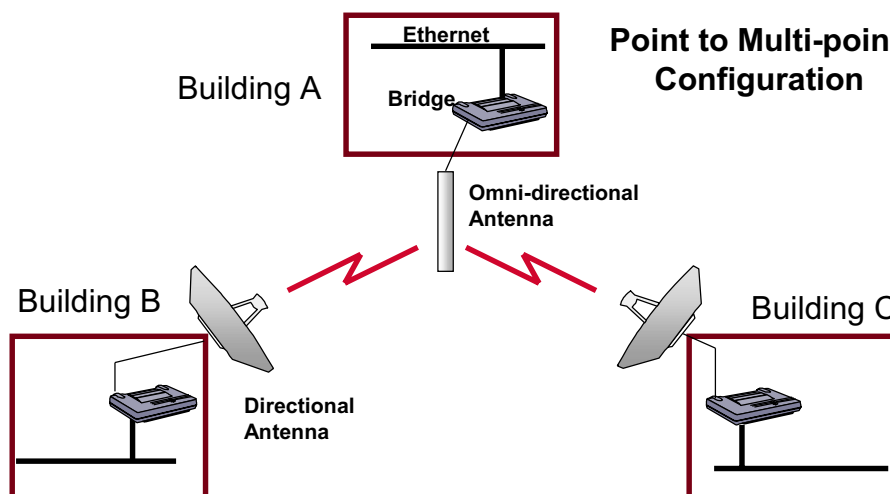 Ethernet
Point to Multi-poin
Configuration
Building A
Bridge
Omni-directional
Antenna
Building B
Building C
Directional
Antenna